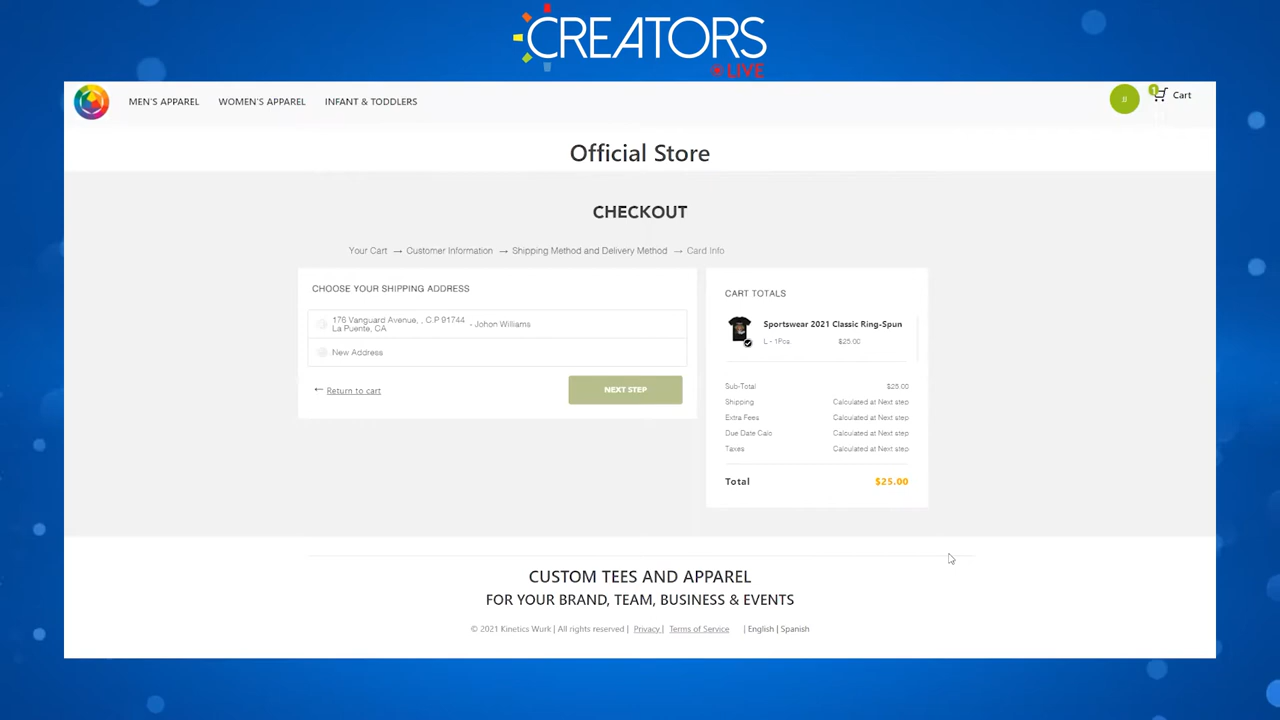 CREATORS
LIVE
MEN'S APPAREL WOMEN'S APPAREL INFANT & TODDLERS
JJ
1
Cart
Official Store
CHECKOUT
Your Cart → Customer Information → Shipping Method and Delivery Method → Card Info
CHOOSE YOUR SHIPPING ADDRESS
176 Vanguard Avenue, , C.P 91744
La Puente, CA
- Johon Williams
New Address
← Return to cart
NEXT STEP
CART TOTALS
Sportswear 2021 Classic Ring-Spun
L - 1Pcs. $25.00
Sub-Total $25.00
Shipping Calculated at Next step
Extra Fees Calculated at Next step
Due Date Calc Calculated at Next step
Taxes Calculated at Next step
Total $25.00
CUSTOM TEES AND APPAREL
FOR YOUR BRAND, TEAM, BUSINESS & EVENTS
© 2021 Kinetics Wurk | All rights reserved | Privacy | Terms of Service | English | Spanish